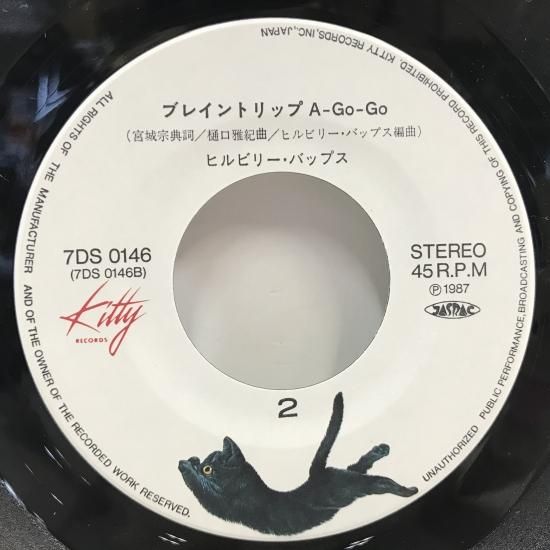 ブレイントリップ A-Go-Go
(宮城宗典詞／樋口雅紀曲／ヒルビリー・バップス編曲)
ヒルビリー・バップス
7DS 0146
(7DS 0146B)
Kitty
RECORDS
STEREO
45 R.P.M
Ⓟ 1987
JASRAC
2
ALL RIGHTS OF THE MANUFACTURER AND OF THE OWNER OF THE RECORDED WORK RESERVED.
UNAUTHORIZED PUBLIC PERFORMANCE, BROADCASTING AND COPYING OF THIS RECORD PROHIBITED. KITTY RECORDS, INC., JAPAN